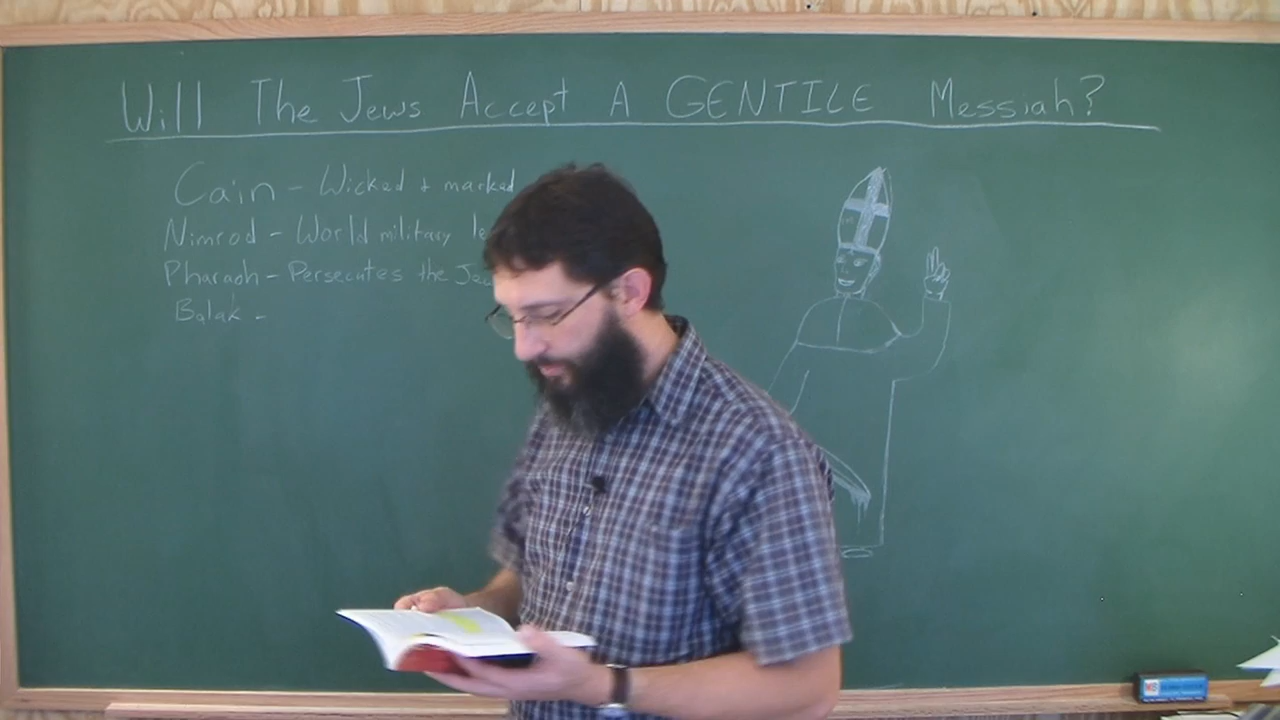 Will The Jews Accept A GENTILE Messiah?
Cain - Wicked + marked
Nimrod - World military
Pharaoh - Persecutes the
Balak -